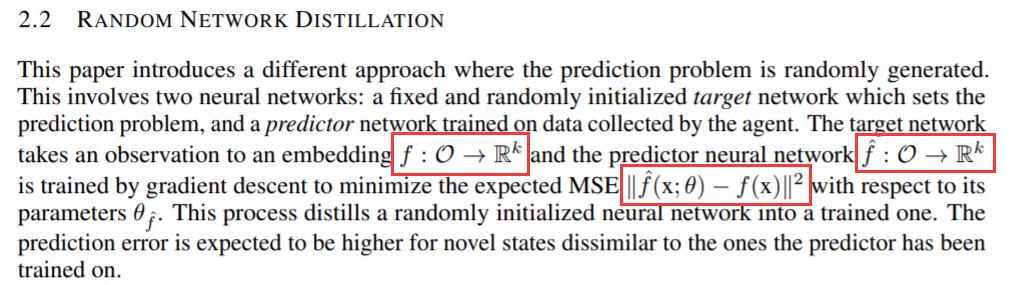 2.2 RANDOM NETWORK DISTILLATION
This paper introduces a different approach where the prediction problem is randomly generated.
This involves two neural networks: a fixed and randomly initialized target network which sets the
prediction problem, and a predictor network trained on data collected by the agent. The target network
takes an observation to an embedding f : 𝒪 → ℝᵏ and the predictor neural network f̂ : 𝒪 → ℝᵏ
is trained by gradient descent to minimize the expected MSE ‖f̂(x; θ) − f(x)‖² with respect to its
parameters θ_f̂. This process distills a randomly initialized neural network into a trained one. The
prediction error is expected to be higher for novel states dissimilar to the ones the predictor has been
trained on.